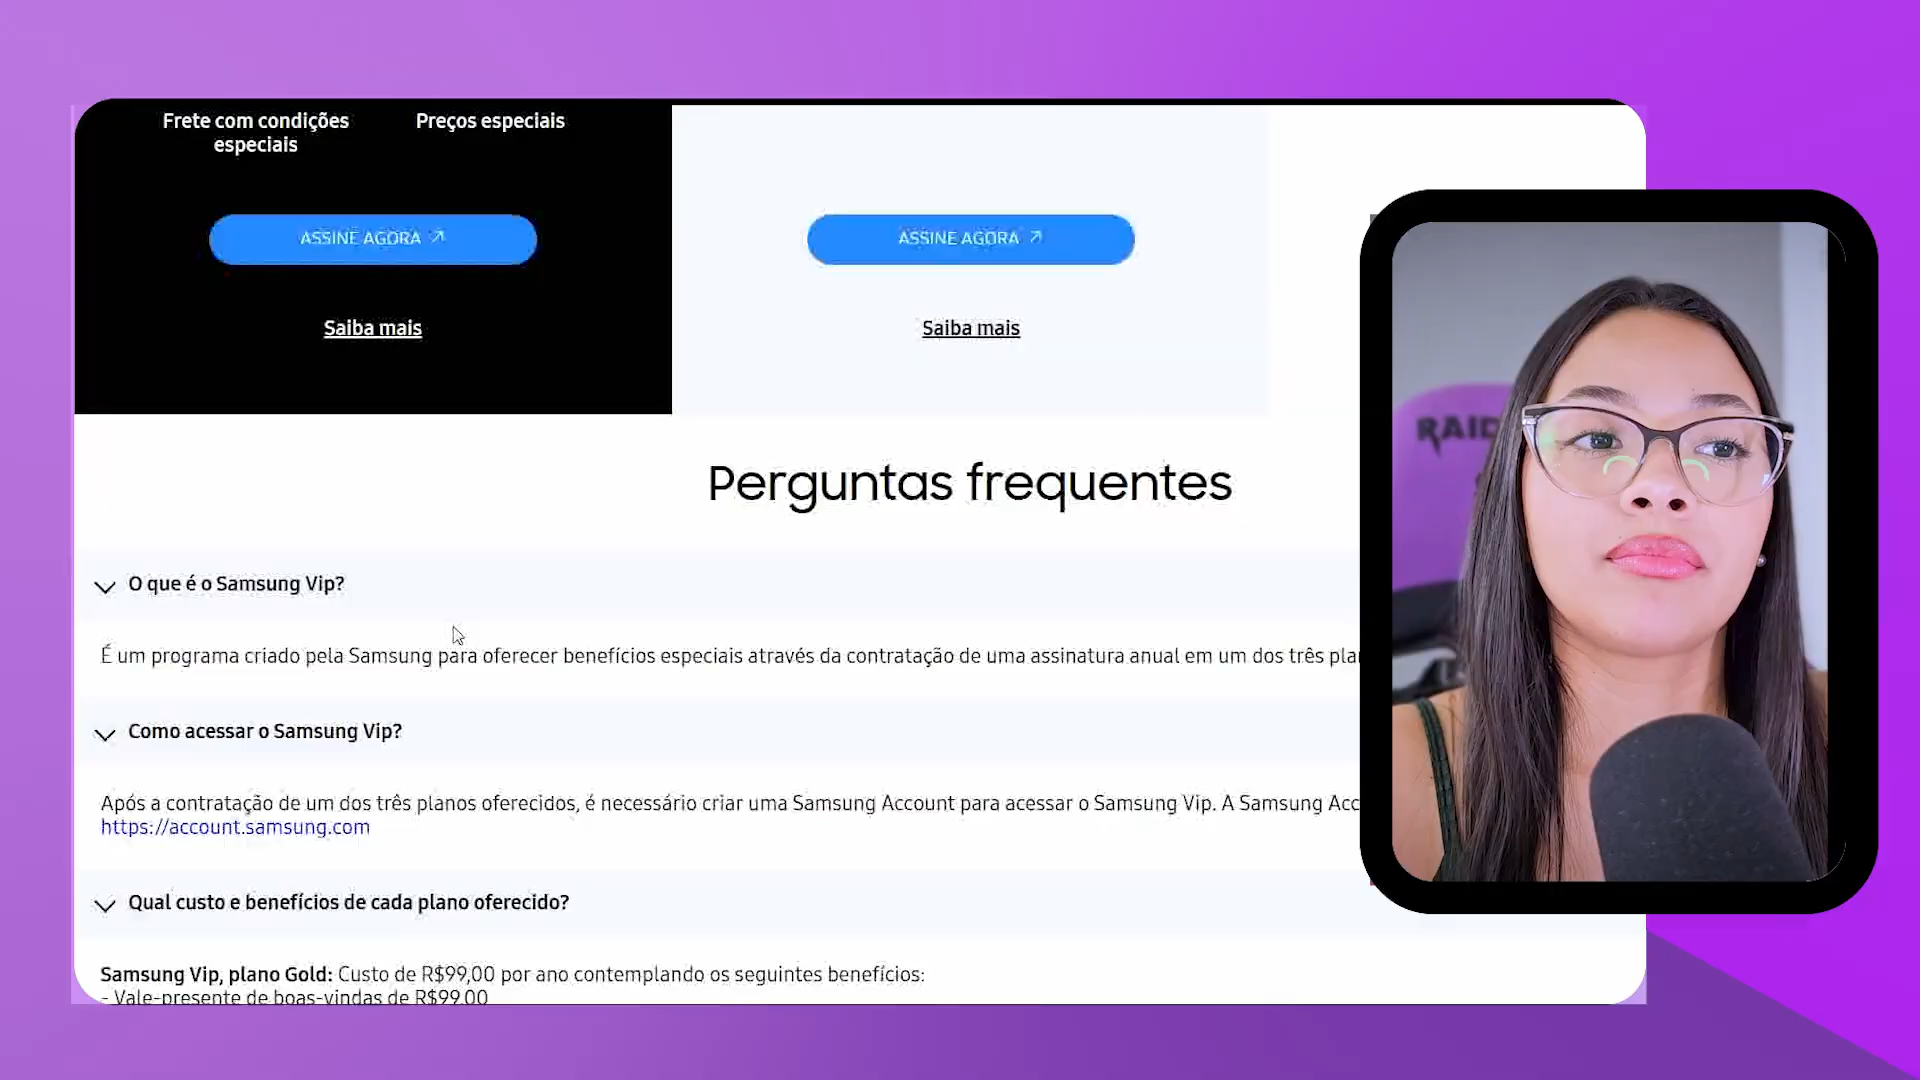 Frete com condições
especiais
Preços especiais
ASSINE AGORA
ASSINE AGORA
Saiba mais
Saiba mais
Perguntas frequentes
O que é o Samsung Vip?
É um programa criado pela Samsung para oferecer benefícios especiais através da contratação de uma assinatura anual em um dos três
Como acessar o Samsung Vip?
Após a contratação de um dos três planos oferecidos, é necessário criar uma Samsung Account para acessar o Samsung Vip. A Samsung
https://account.samsung.com
Qual custo e benefícios de cada plano oferecido?
Samsung Vip, plano Gold: Custo de R$99,00 por ano contemplando os seguintes benefícios:
- Vale-presente de boas-vindas de R$99,00